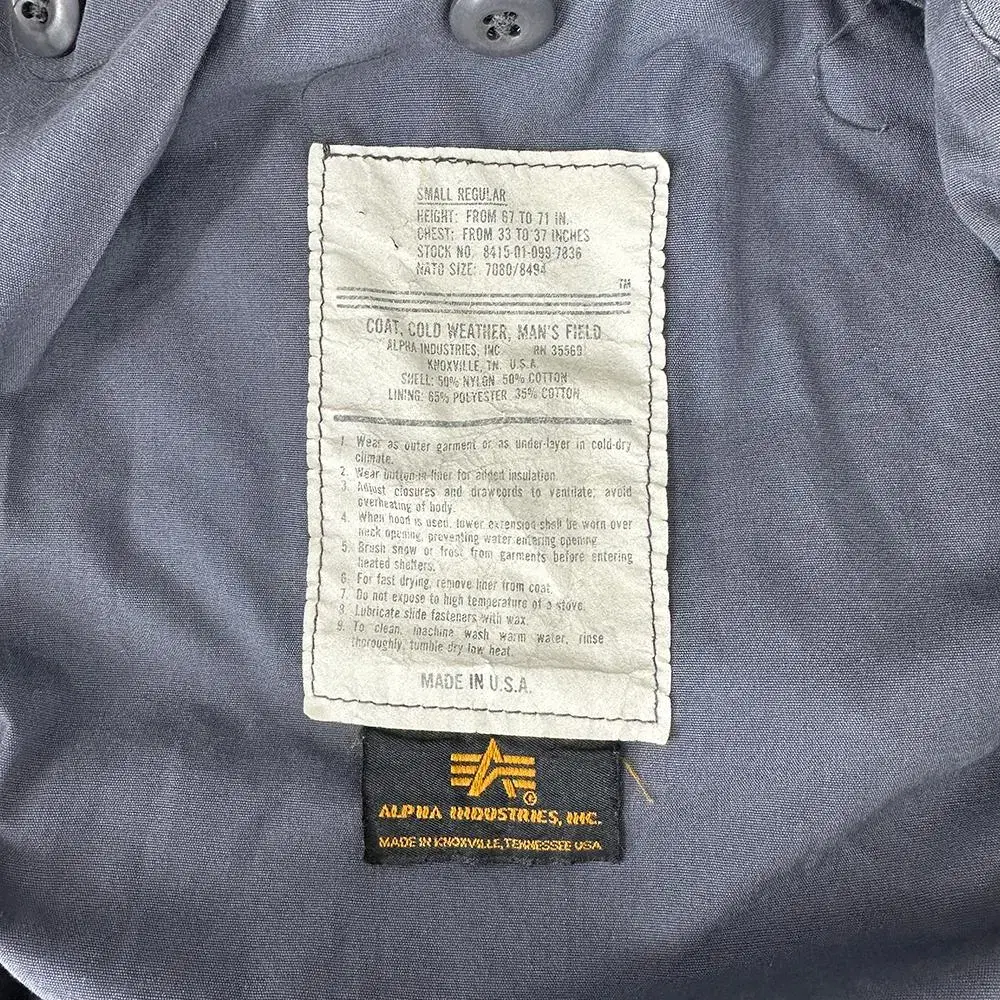 SMALL REGULAR
HEIGHT: FROM 67 TO 71 IN.
CHEST: FROM 33 TO 37 INCHES
STOCK NO. 8415-01-099-7836
NATO SIZE: 7080/8494
TM
COAT, COLD WEATHER, MAN'S FIELD
ALPHA INDUSTRIES, INC. RN 35569
KNOXVILLE, TN. U.S.A.
SHELL: 50% NYLON 50% COTTON
LINING: 65% POLYESTER 35% COTTON
1. Wear as outer garment or as under-layer in cold-dry
climate.
2. Wear button-in-liner for added insulation.
3. Adjust closures and drawcords to ventilate; avoid
overheating of body.
4. When hood is used, lower extension shall be worn over
neck opening, preventing water entering opening.
5. Brush snow or frost from garments before entering
heated shelters.
6. For fast drying, remove liner from coat.
7. Do not expose to high temperature of a stove.
8. Lubricate slide fasteners with wax.
9. To clean, machine wash warm water, rinse
thoroughly, tumble dry low heat.
MADE IN U.S.A.
ALPHA INDUSTRIES, INC.
MADE IN KNOXVILLE, TENNESSEE USA